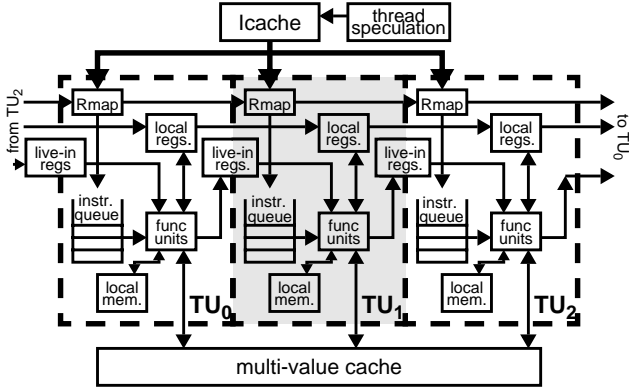 Icache
thread
speculation
from TU2
Rmap
Rmap
Rmap
local
regs.
local
regs.
local
regs.
to TU0
live-in
regs
live-in
regs.
live-in
regs.
instr.
queue
instr.
queue
instr.
queue
func
units
func
units
func
units
local
mem.
local
mem.
local
mem.
TU0
TU1
TU2
multi-value cache